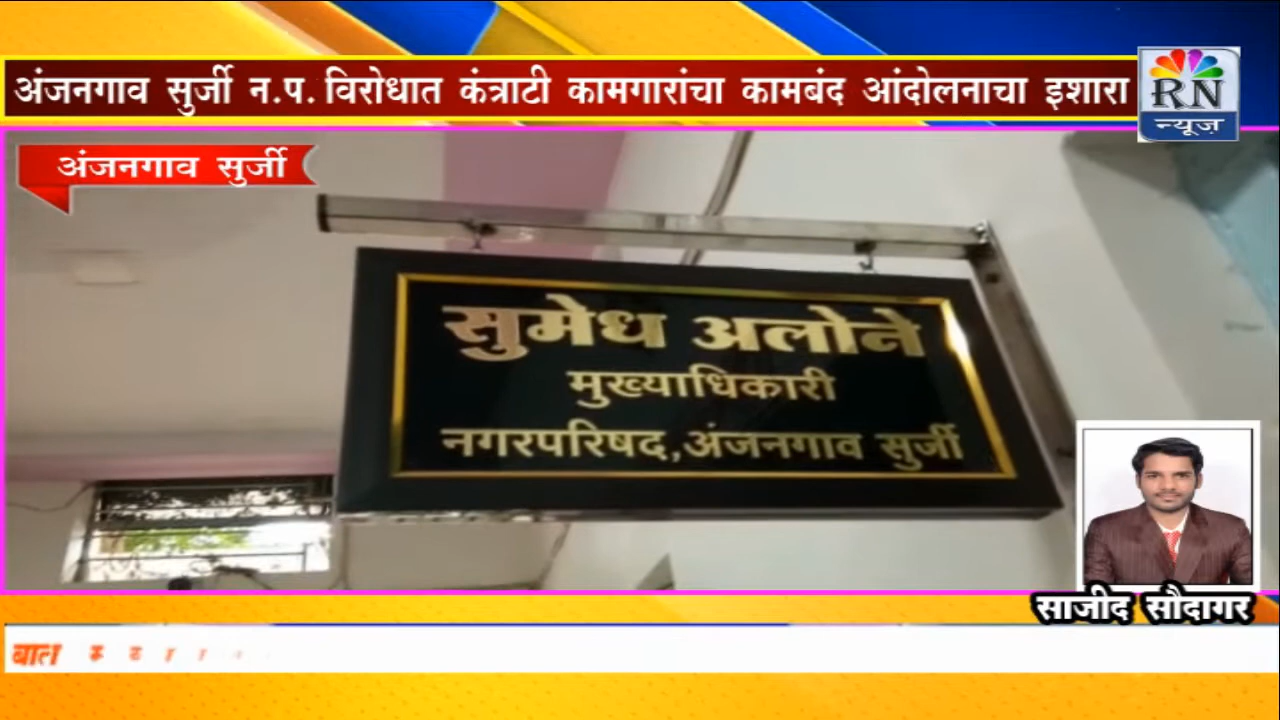 अंजनगाव सुर्जी न.प. विरोधात कंत्राटी कामगारांचा कामबंद आंदोलनाचा इशारा
RN
न्यूज़
अंजनगाव सुर्जी
सुमेध अलोने
मुख्याधिकारी
नगरपरिषद,अंजनगाव सुर्जी
साजीद सौदागर